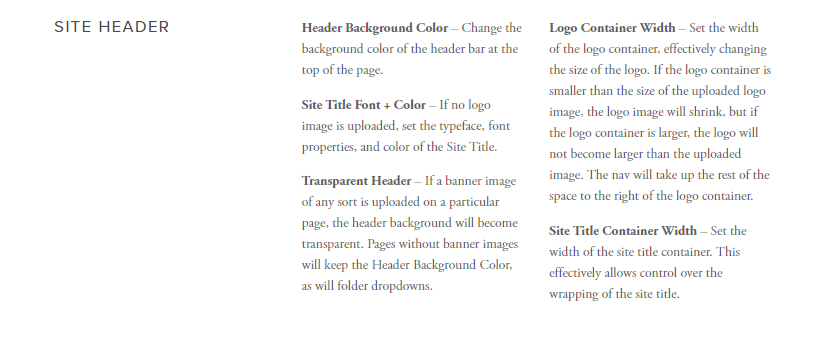 SITE HEADER
Header Background Color – Change the
background color of the header bar at the
top of the page.
Site Title Font + Color – If no logo
image is uploaded, set the typeface, font
properties, and color of the Site Title.
Transparent Header – If a banner image
of any sort is uploaded on a particular
page, the header background will become
transparent. Pages without banner images
will keep the Header Background Color,
as will folder dropdowns.
Logo Container Width – Set the width
of the logo container, effectively changing
the size of the logo. If the logo container is
smaller than the size of the uploaded logo
image, the logo image will shrink, but if
the logo container is larger, the logo will
not become larger than the uploaded
image. The nav will take up the rest of the
space to the right of the logo container.
Site Title Container Width – Set the
width of the site title container. This
effectively allows control over the
wrapping of the site title.